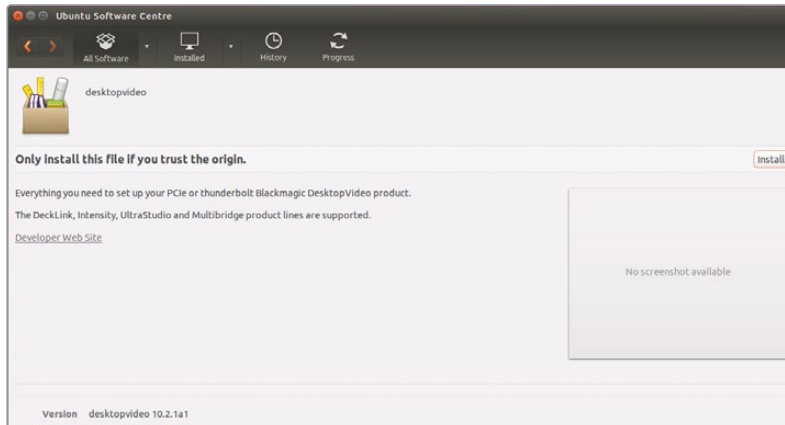 Ubuntu Software Centre
All Software
Installed
History
Progress
desktopvideo
Only install this file if you trust the origin.
Install
Everything you need to set up your PCIe or thunderbolt Blackmagic DesktopVideo product.
The DeckLink, Intensity, UltraStudio and Multibridge product lines are supported.
Developer Web Site
No screenshot available
Version desktopvideo 10.2.1a1